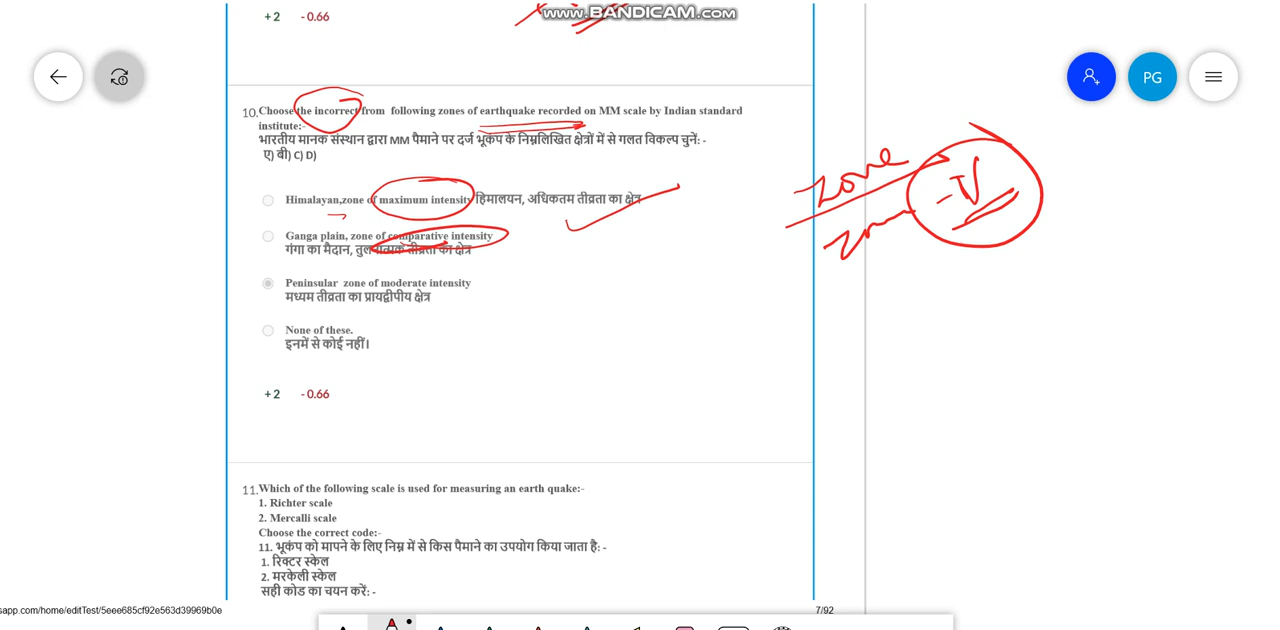 www.BANDICAM.com
+2 -0.66
PG
10. Choose the incorrect from following zones of earthquake recorded on MM scale by Indian standard
institute:-
भारतीय मानक संस्थान द्वारा MM पैमाने पर दर्ज भूकंप के निम्नलिखित क्षेत्रों में से गलत विकल्प चुनें: -
ए) बी) C) D)
Himalayan,zone of maximum intensity हिमालयन, अधिकतम तीव्रता का क्षेत्र
Ganga plain, zone of comparative intensity
गंगा का मैदान, तुलनात्मक तीव्रता का क्षेत्र
Peninsular zone of moderate intensity
मध्यम तीव्रता का प्रायद्वीपीय क्षेत्र
None of these.
इनमें से कोई नहीं।
Zone
+2 -0.66
11. Which of the following scale is used for measuring an earth quake:-
1. Richter scale
2. Mercalli scale
Choose the correct code:-
11. भूकंप को मापने के लिए निम्न में से किस पैमाने का उपयोग किया जाता है: -
1. रिक्टर स्केल
2. मरकेली स्केल
सही कोड का चयन करें: -
sapp.com/home/editTest/5eee685cf92e563d39969b0e
7/92